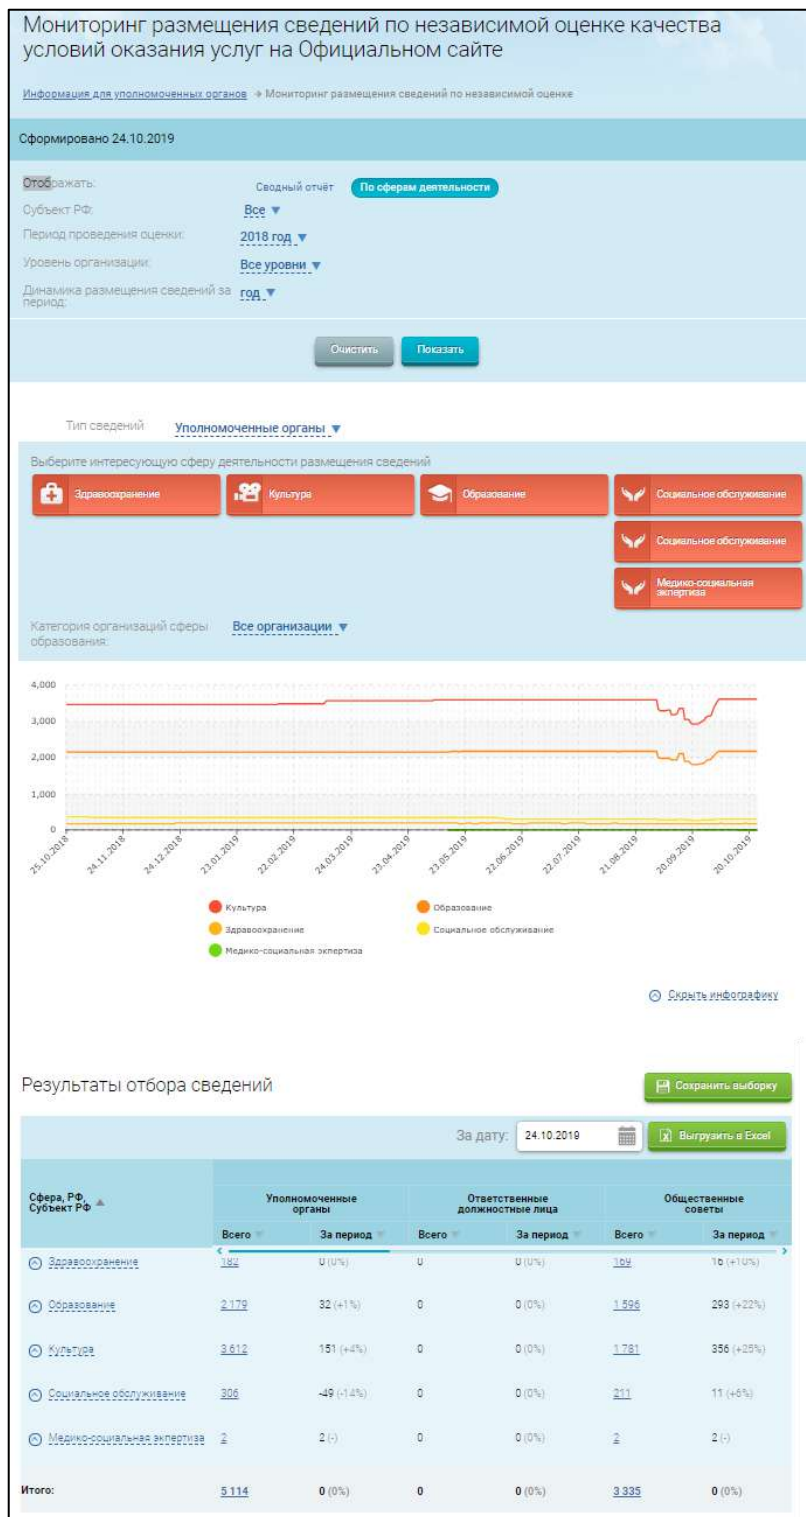 Мониторинг размещения сведений по независимой оценке качества
условий оказания услуг на Официальном сайте
Информация для уполномоченных органов → Мониторинг размещения сведений по независимой оценке
Сформировано 24.10.2019
Отображать: Сводный отчёт По сферам деятельности
Субъект РФ: Все ▼
Период проведения оценки: 2018 год ▼
Уровень организации: Все уровни ▼
Динамика размещения сведений за
период: год ▼
Очистить Показать
Тип сведений Уполномоченные органы ▼
Выберите интересующую сферу деятельности размещения сведений
Здравоохранение Культура Образование Социальное обслуживание
Социальное обслуживание
Медико-социальная
экпертиза
Категория организаций сферы
образования: Все организации ▼
4,000
3,000
2,000
1,000
0
25.10.2018 24.11.2018 24.12.2018 23.01.2019 22.02.2019 24.03.2019 23.04.2019 23.05.2019 22.06.2019 22.07.2019 21.08.2019 20.09.2019 20.10.2019
Культура Образование
Здравоохранение Социальное обслуживание
Медико-социальная экпертиза
Скрыть инфографику
Результаты отбора сведений Сохранить выборку
За дату: 24.10.2019 Выгрузить в Excel
Сфера, РФ,
Субъект РФ
Уполномоченные
органы
Ответственные
должностные лица
Общественные
советы
Всего За период Всего За период Всего За период
Здравоохранение 182 0 (0%) 0 0 (0%) 169 16 (+10%)
Образование 2 179 32 (+1%) 0 0 (0%) 1 596 293 (+22%)
Культура 3 612 151 (+4%) 0 0 (0%) 1 781 356 (+25%)
Социальное обслуживание 306 -49 (-14%) 0 0 (0%) 211 11 (+6%)
Медико-социальная экпертиза 2 2 (-) 0 0 (0%) 2 2 (-)
Итого: 5 114 0 (0%) 0 0 (0%) 3 335 0 (0%)